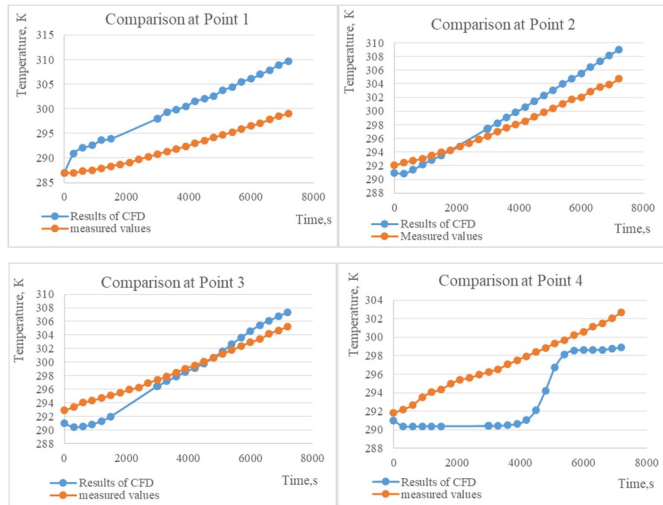 Comparison at Point 1
Temperature, K
315
310
305
300
295
290
285
0 2000 4000 6000 8000
Results of CFD
measured values
Time,s
Comparison at Point 2
Temperature, K
310
308
306
304
302
300
298
296
294
292
290
288
0 2000 4000 6000 8000
Results of CFD
Measured values
Time,s
Comparison at Point 3
Temperature, K
310
308
306
304
302
300
298
296
294
292
290
288
0 2000 4000 6000 8000
Results of CFD
measured values
Time,s
Comparison at Point 4
Temperature, K
304
302
300
298
296
294
292
290
288
0 2000 4000 6000 8000
Results of CFD
measured values
Time,s